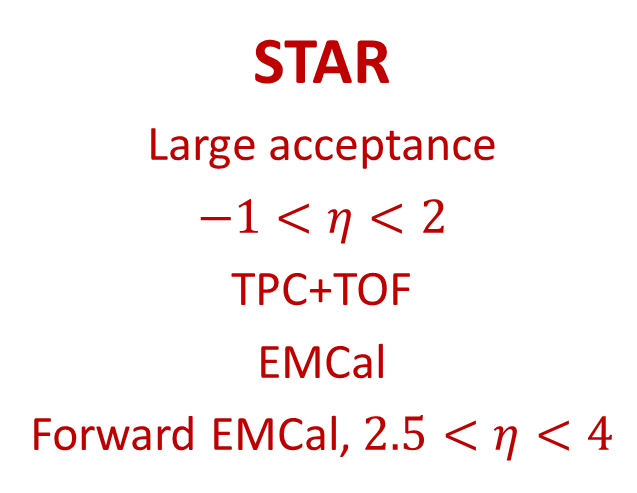 STAR
Large acceptance
−1 < η < 2
TPC+TOF
EMCal
Forward EMCal, 2.5 < η < 4